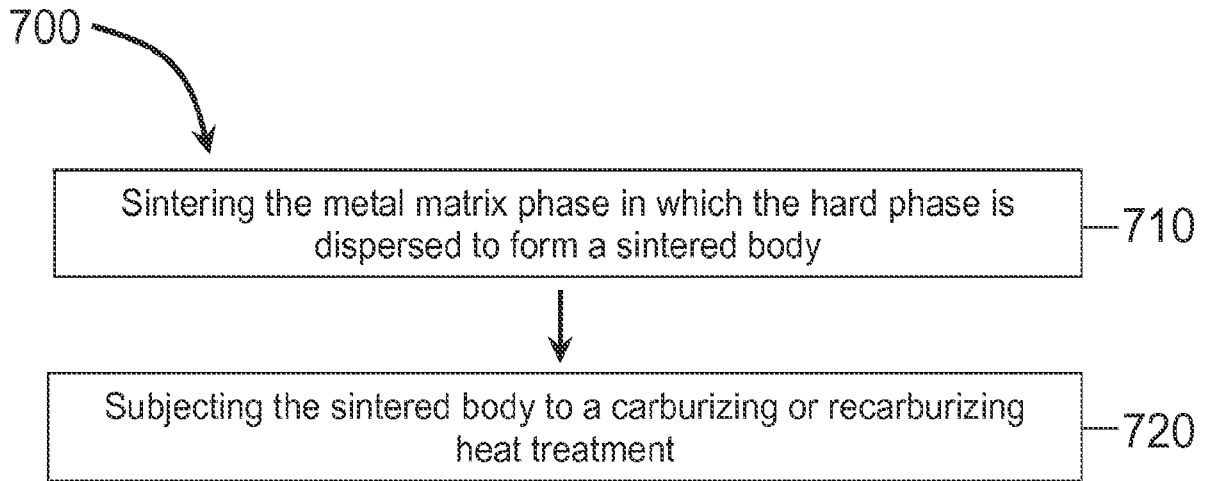 700
Sintering the metal matrix phase in which the hard phase is
dispersed to form a sintered body
710
Subjecting the sintered body to a carburizing or recarburizing
heat treatment
720